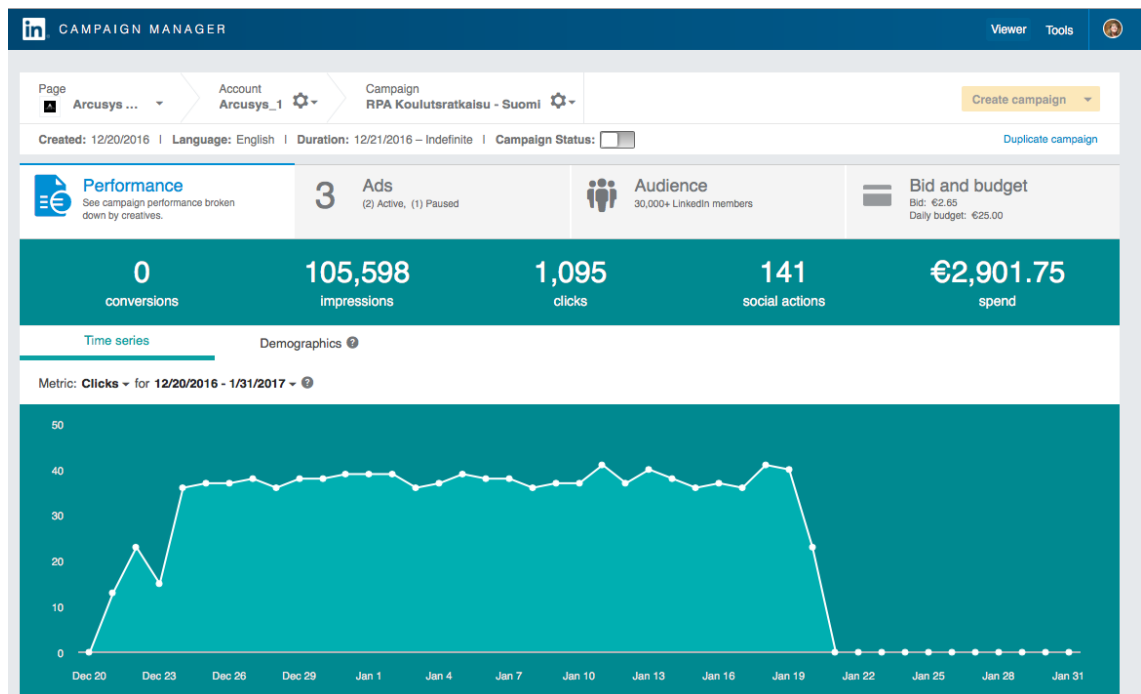 in CAMPAIGN MANAGER Viewer Tools
Page Account Campaign
Arcusys ... Arcusys_1 RPA Koulutsratkaisu - Suomi Create campaign
Created: 12/20/2016 | Language: English | Duration: 12/21/2016 – Indefinite | Campaign Status: Duplicate campaign
Performance
See campaign performance broken
down by creatives.
3 Ads
(2) Active, (1) Paused
Audience
30,000+ LinkedIn members
Bid and budget
Bid: €2.65
Daily budget: €25.00
0 105,598 1,095 141 €2,901.75
conversions impressions clicks social actions spend
Time series Demographics ?
Metric: Clicks for 12/20/2016 - 1/31/2017 ?
50
40
30
20
10
0
Dec 20 Dec 23 Dec 26 Dec 29 Jan 1 Jan 4 Jan 7 Jan 10 Jan 13 Jan 16 Jan 19 Jan 22 Jan 25 Jan 28 Jan 31